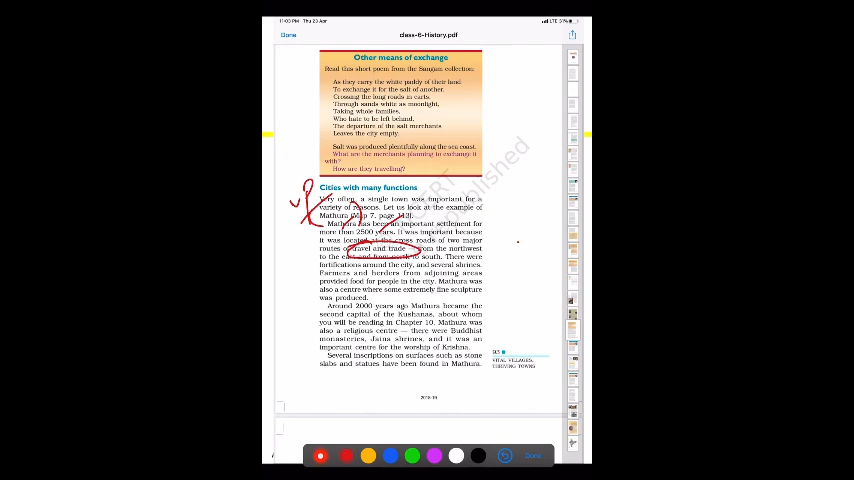 11:03 PM Thu 23 Apr
LTE 31%
Done
class-6-History.pdf
Other means of exchange
Read this short poem from the Sangam collection:
As they carry the white paddy of their land
To exchange it for the salt of another,
Crossing the long roads in carts,
Through sands white as moonlight,
Taking whole families,
Who hate to be left behind,
The departure of the salt merchants
Leaves the city empty.
Salt was produced plentifully along the sea coast.
What are the merchants planning to exchange it
with?
How are they travelling?
Cities with many functions
Very often, a single town was important for a
variety of reasons. Let us look at the example of
Mathura (Map 7, page 113).
Mathura has been an important settlement for
more than 2500 years. It was important because
it was located at the cross roads of two major
routes of travel and trade — from the northwest
to the east and from north to south. There were
fortifications around the city, and several shrines.
Farmers and herders from adjoining areas
provided food for people in the city. Mathura was
also a centre where some extremely fine sculpture
was produced.
Around 2000 years ago Mathura became the
second capital of the Kushanas, about whom
you will be reading in Chapter 10. Mathura was
also a religious centre — there were Buddhist
monasteries, Jaina shrines, and it was an
important centre for the worship of Krishna.
Several inscriptions on surfaces such as stone
slabs and statues have been found in Mathura.
93
VITAL VILLAGES,
THRIVING TOWNS
2018-19
Done